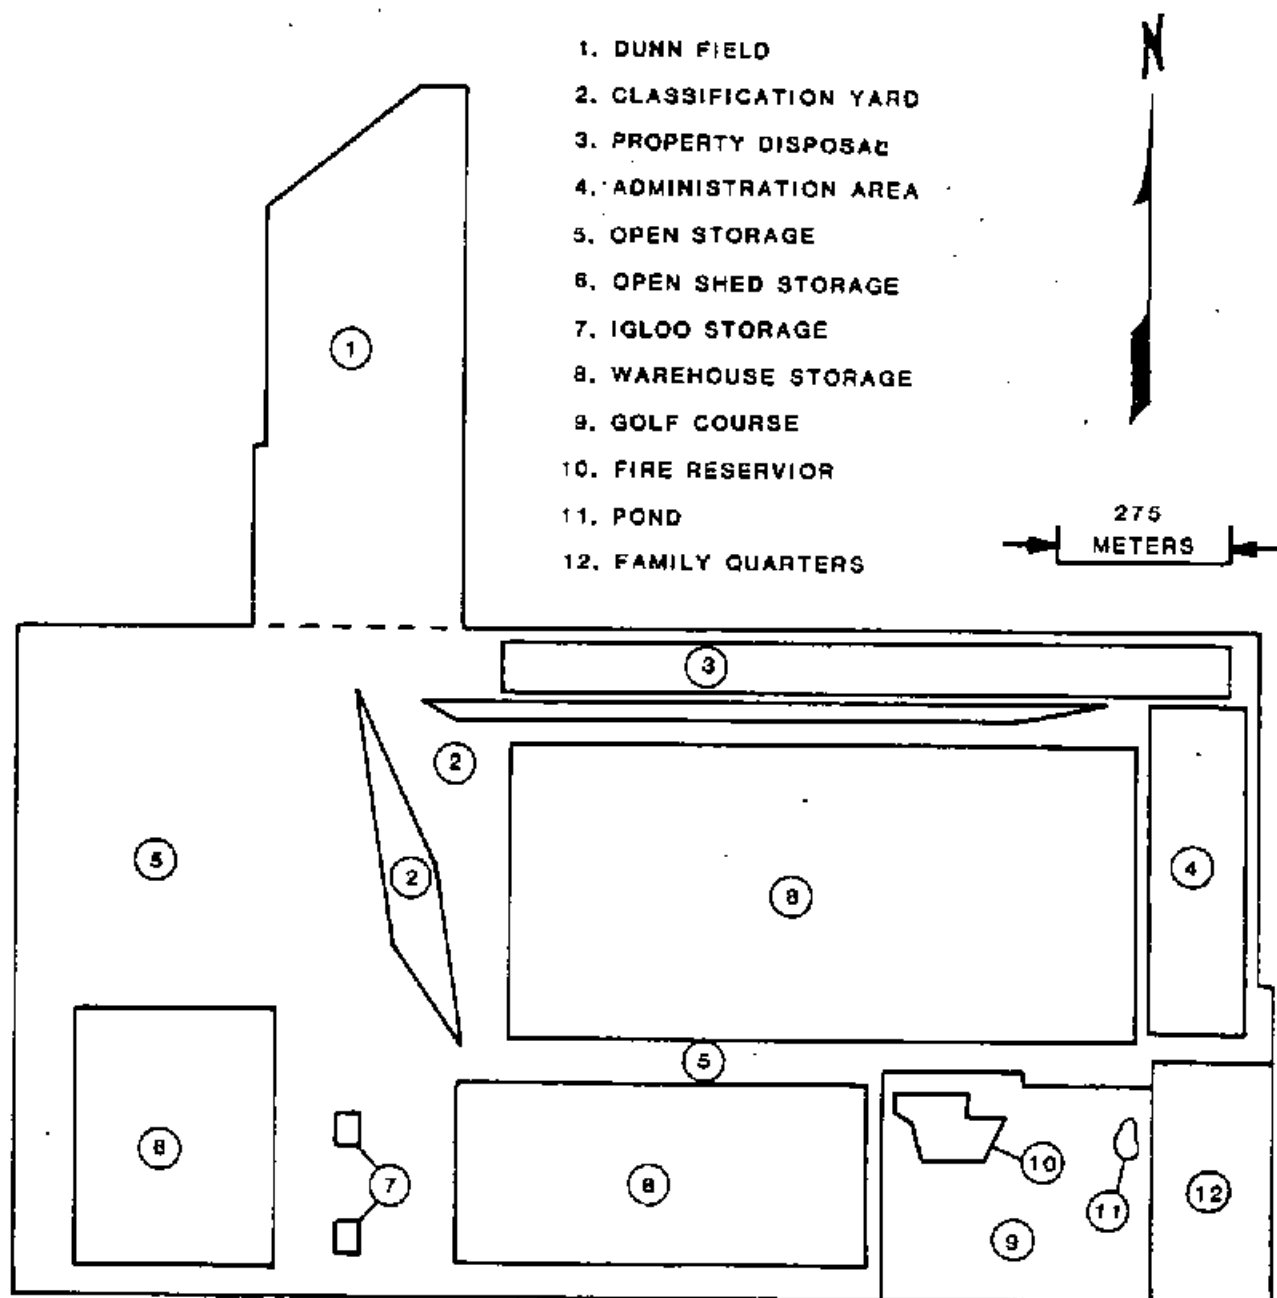 N
1. DUNN FIELD
2. CLASSIFICATION YARD
3. PROPERTY DISPOSAL
4. ADMINISTRATION AREA
5. OPEN STORAGE
6. OPEN SHED STORAGE
7. IGLOO STORAGE
8. WAREHOUSE STORAGE
9. GOLF COURSE
10. FIRE RESERVIOR
11. POND
12. FAMILY QUARTERS
275
METERS
1
3
2
5
2
8
4
5
6
7
8
10
11
12
9